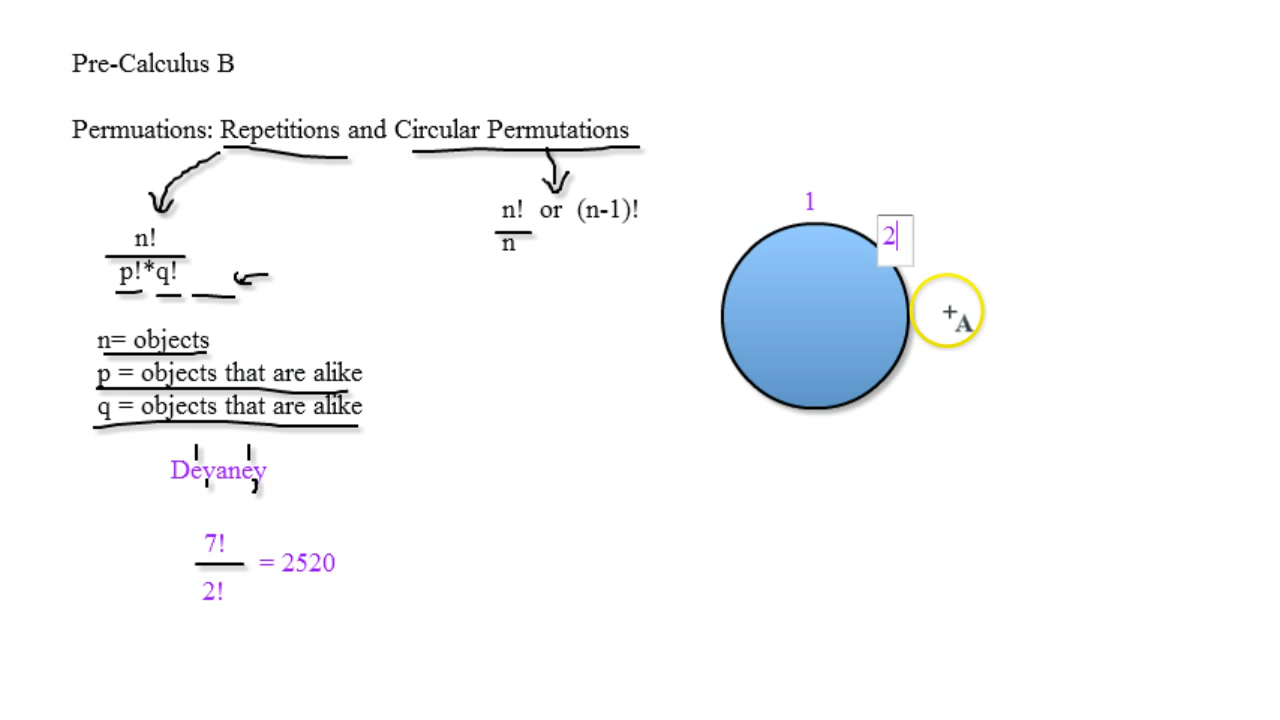 Pre-Calculus B
Permuations: Repetitions and Circular Permutations
n!
p!*q!
n! or (n-1)!
n
n= objects
p = objects that are alike
q = objects that are alike
Devaney
7!
2!
= 2520
1
2
A